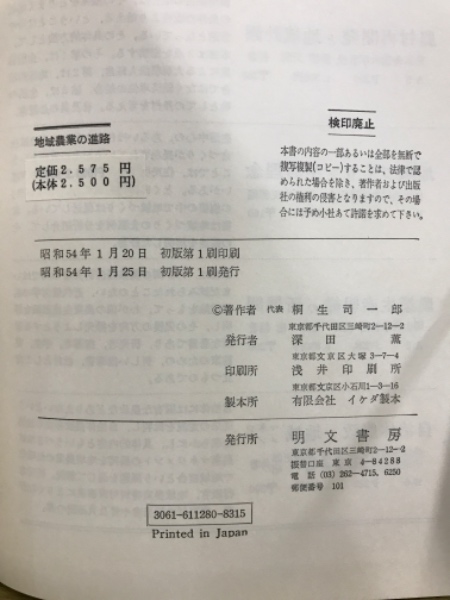 検印廃止
本書の内容の一部あるいは全部を無断で
複写複製(コピー)することは、法律で認
められた場合を除き、著作者および出版
社の権利の侵害となりますので、その場
合には予め小社あて許諾を求めて下さい。
地域農業の進路
定価2.575 円
(本体2.500 円)
昭和54年1月20日 初版第1刷印刷
昭和54年1月25日 初版第1刷発行
©著作者 代表 桐生司一郎
東京都千代田区三崎町2-12-2
発行者 深田 薫
東京都文京区大塚3-7-4
印刷所 浅井印刷所
東京都文京区小石川1-3-16
製本所 有限会社 イケダ製本
発行所 明文書房
東京都千代田区三崎町2-12-2
振替口座 東京 4-84288
電話 (03) 262-4715, 6250
郵便番号 101
3061-611280-8315
Printed in Japan